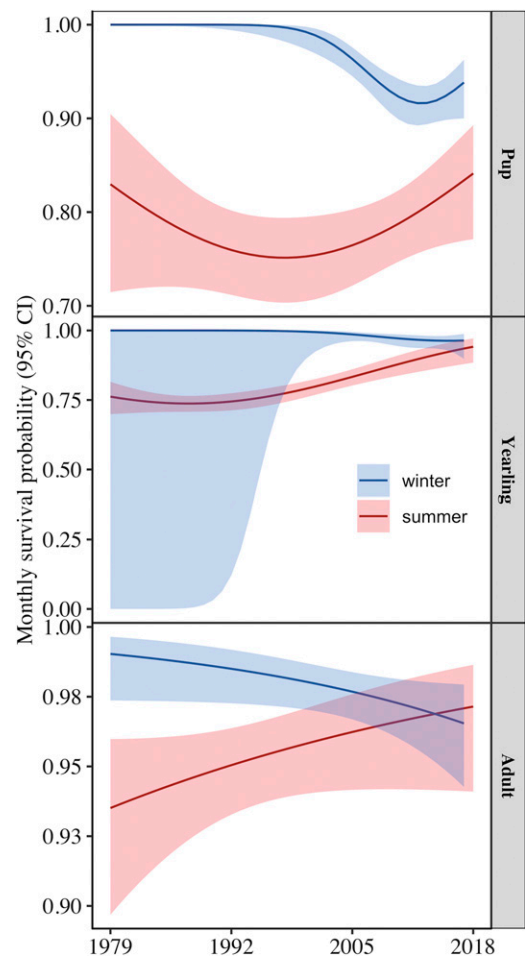 Monthly survival probability (95% CI)
1.00
0.90
0.80
0.70
Pup
1.00
0.75
0.50
0.25
0.00
Yearling
winter
summer
1.00
0.98
0.95
0.93
0.90
Adult
1979 1992 2005 2018